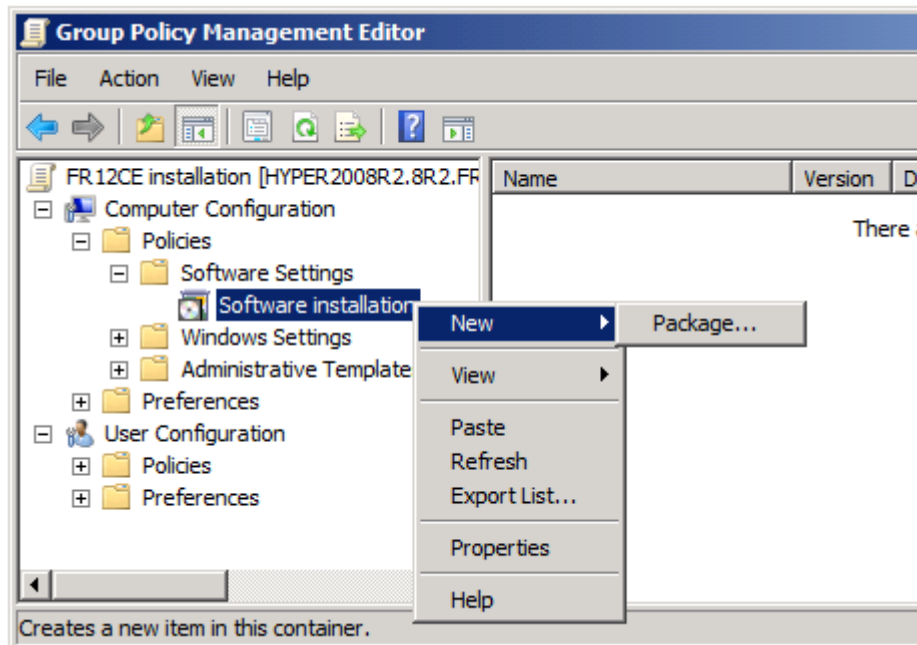 Group Policy Management Editor
File Action View Help
FR12CE installation [HYPER2008R2.8R2.FR
Name Version D
Computer Configuration
There a
Policies
Software Settings
Software installation
New Package...
Windows Settings
Administrative Template
View
Preferences
Paste
User Configuration
Refresh
Policies
Export List...
Preferences
Properties
Help
Creates a new item in this container.